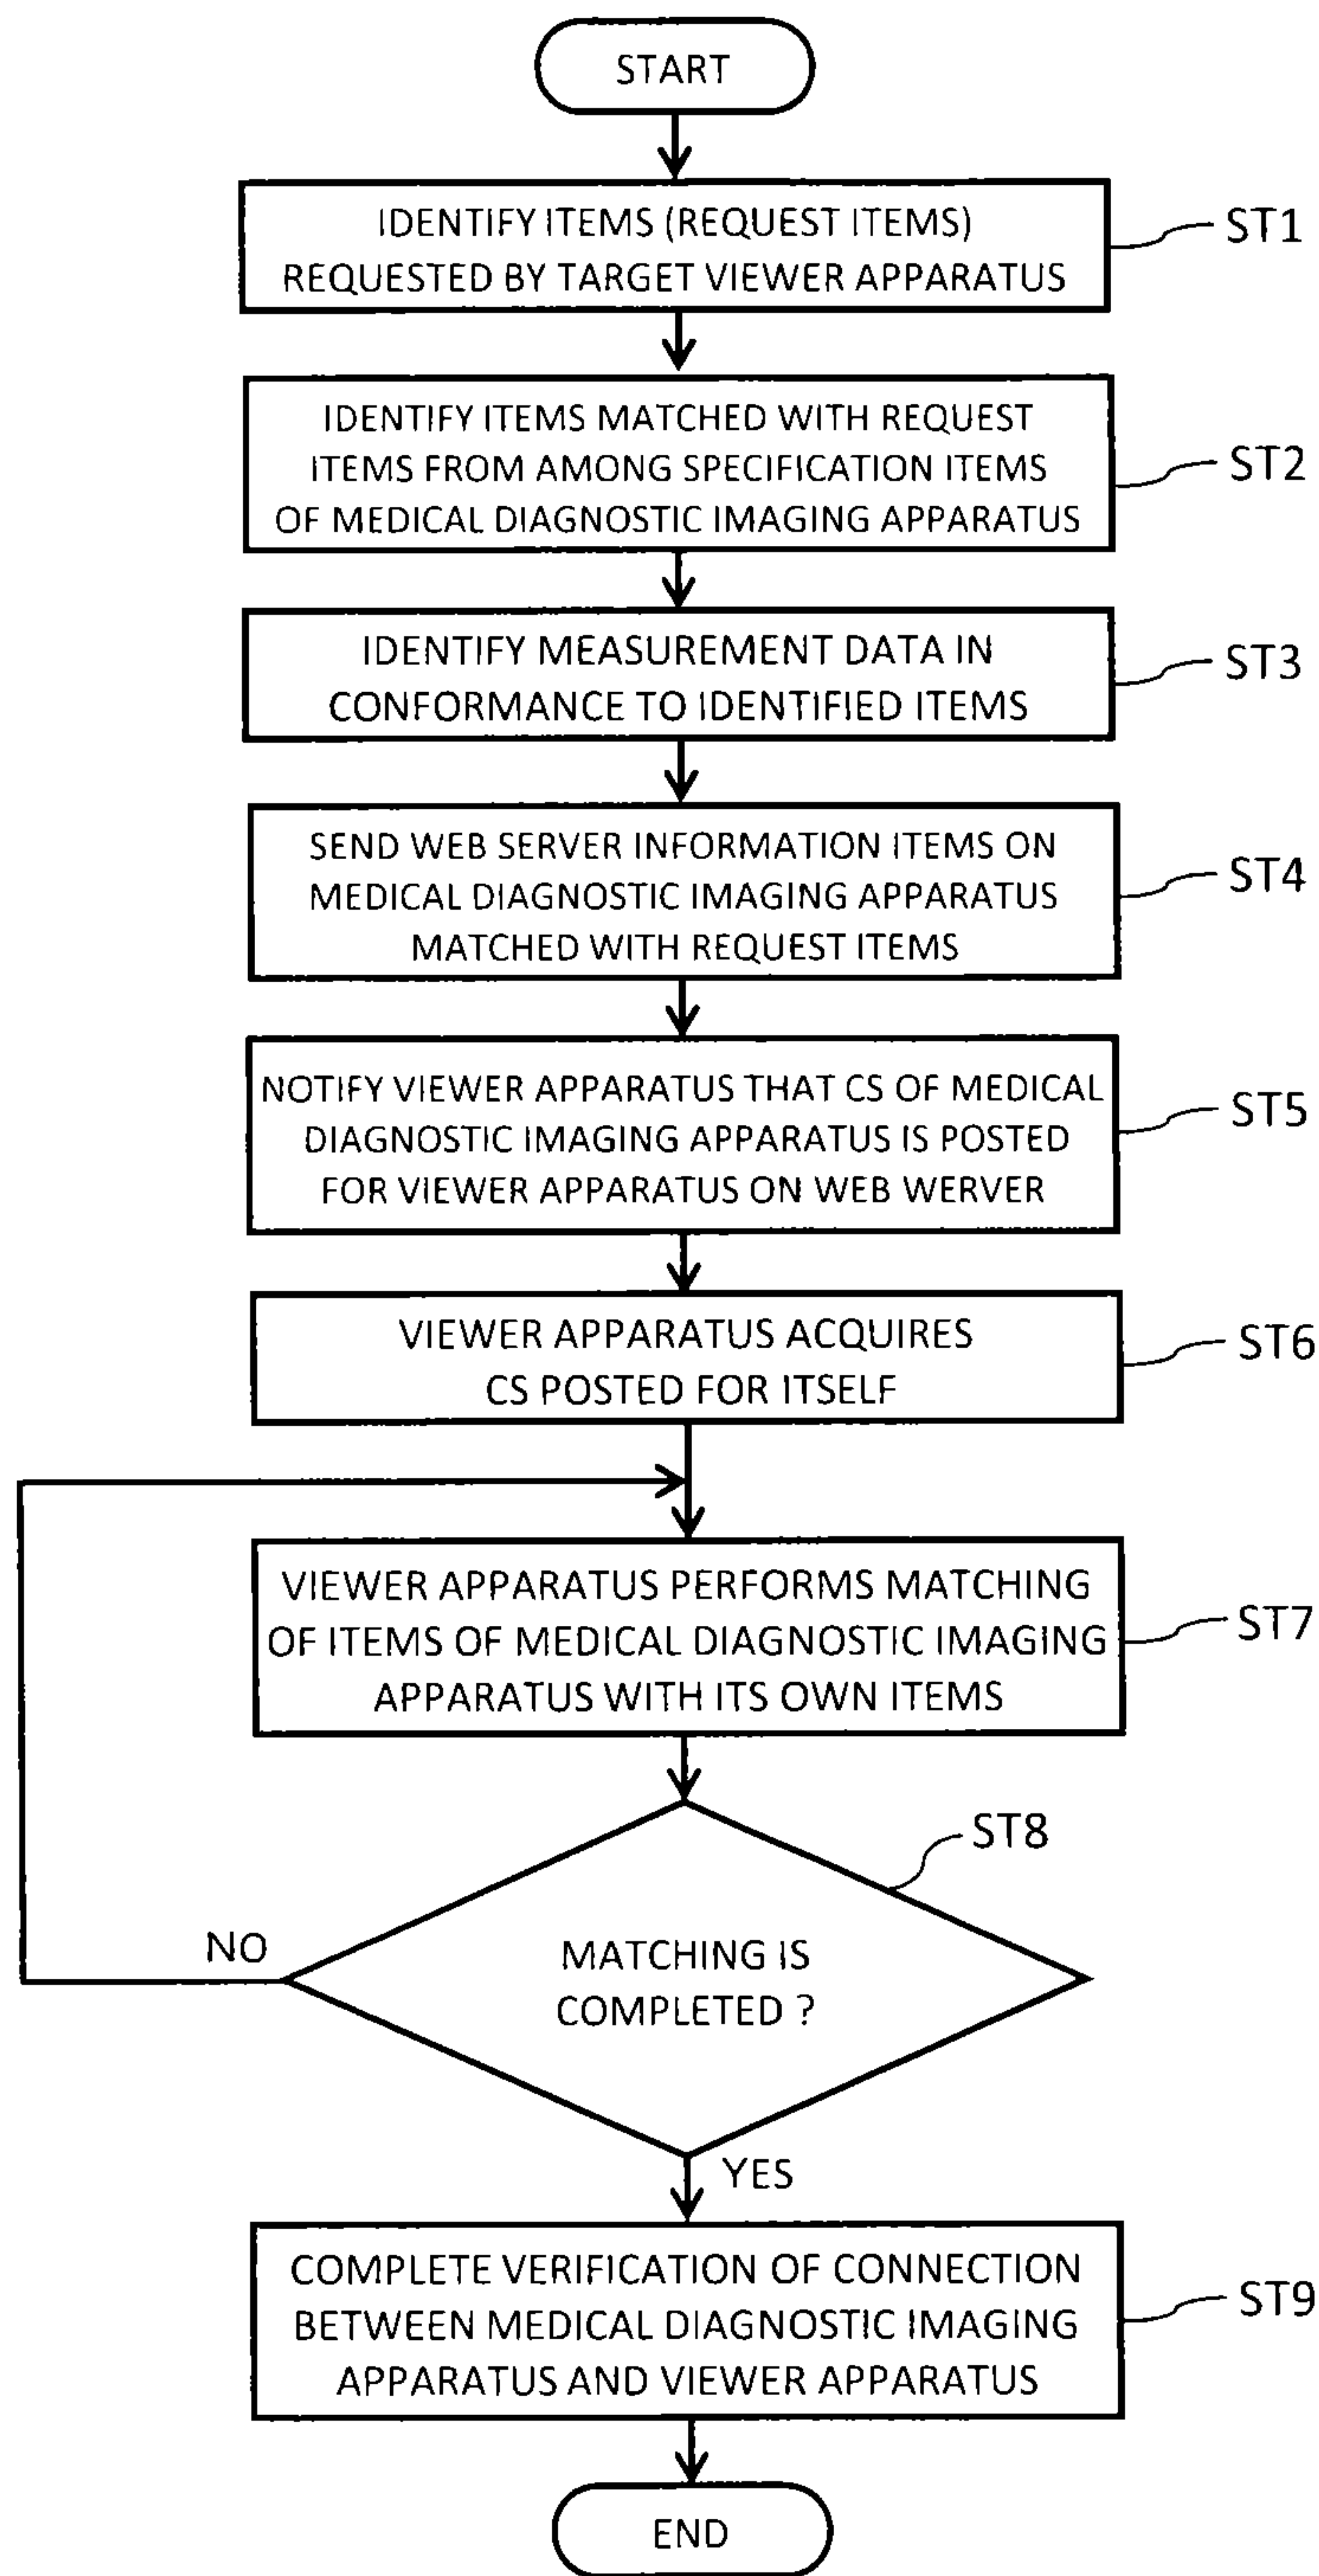 START
IDENTIFY ITEMS (REQUEST ITEMS)
REQUESTED BY TARGET VIEWER APPARATUS
ST1
IDENTIFY ITEMS MATCHED WITH REQUEST
ITEMS FROM AMONG SPECIFICATION ITEMS
OF MEDICAL DIAGNOSTIC IMAGING APPARATUS
ST2
IDENTIFY MEASUREMENT DATA IN
CONFORMANCE TO IDENTIFIED ITEMS
ST3
SEND WEB SERVER INFORMATION ITEMS ON
MEDICAL DIAGNOSTIC IMAGING APPARATUS
MATCHED WITH REQUEST ITEMS
ST4
NOTIFY VIEWER APPARATUS THAT CS OF MEDICAL
DIAGNOSTIC IMAGING APPARATUS IS POSTED
FOR VIEWER APPARATUS ON WEB WERVER
ST5
VIEWER APPARATUS ACQUIRES
CS POSTED FOR ITSELF
ST6
VIEWER APPARATUS PERFORMS MATCHING
OF ITEMS OF MEDICAL DIAGNOSTIC IMAGING
APPARATUS WITH ITS OWN ITEMS
ST7
ST8
NO
MATCHING IS
COMPLETED ?
YES
COMPLETE VERIFICATION OF CONNECTION
BETWEEN MEDICAL DIAGNOSTIC IMAGING
APPARATUS AND VIEWER APPARATUS
ST9
END